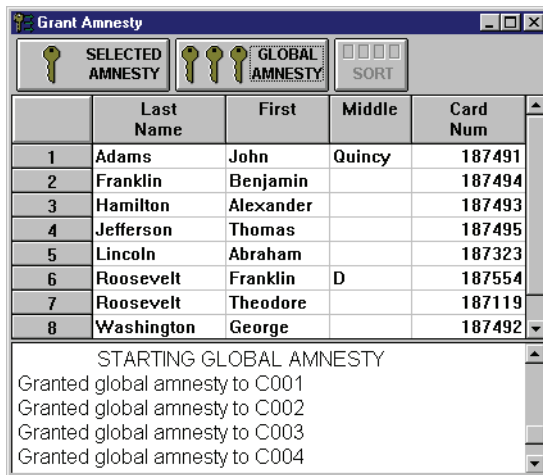 Grant Amnesty
SELECTED AMNESTY GLOBAL AMNESTY SORT
Last Name First Middle Card Num
1 Adams John Quincy 187491
2 Franklin Benjamin 187494
3 Hamilton Alexander 187493
4 Jefferson Thomas 187495
5 Lincoln Abraham 187323
6 Roosevelt Franklin D 187554
7 Roosevelt Theodore 187119
8 Washington George 187492
STARTING GLOBAL AMNESTY
Granted global amnesty to C001
Granted global amnesty to C002
Granted global amnesty to C003
Granted global amnesty to C004